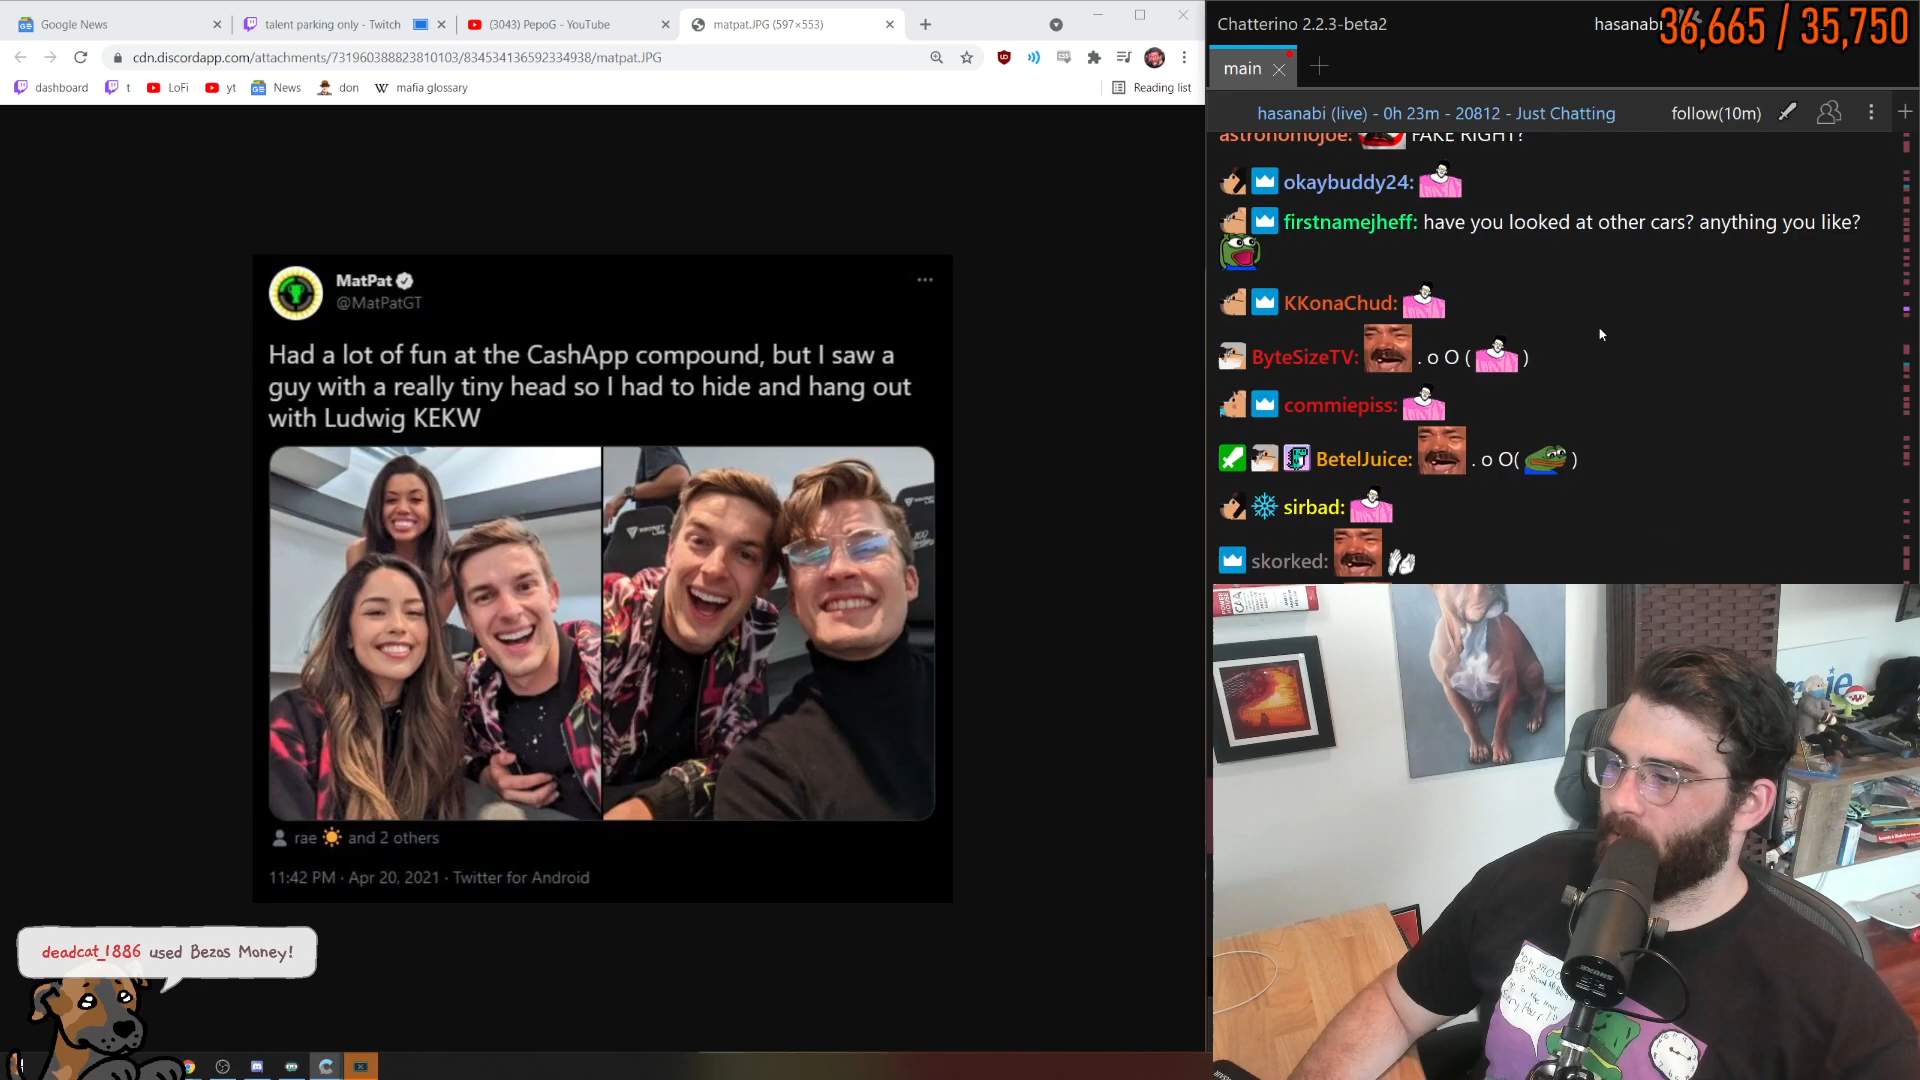 Google News
talent parking only - Twitch
(3043) PepoG - YouTube
matpat.JPG (597×553)
cdn.discordapp.com/attachments/731960388823810103/834534136592334938/matpat.JPG
dashboard
t
LoFi
yt
News
don
mafia glossary
Reading list
MatPat
@MatPatGT
Had a lot of fun at the CashApp compound, but I saw a
guy with a really tiny head so I had to hide and hang out
with Ludwig KEKW
rae and 2 others
11:42 PM · Apr 20, 2021 · Twitter for Android
deadcat_1886 used Bezos Money!
Chatterino 2.2.3-beta2
hasanabi
36,665 / 35,750
main
hasanabi (live) - 0h 23m - 20812 - Just Chatting
follow(10m)
astronomojoe: FAKE RIGHT?
okaybuddy24:
firstnamejheff: have you looked at other cars? anything you like?
KKonaChud:
ByteSizeTV: . o O ( )
commiepiss:
BetelJuice: . o O( )
sirbad:
skorked: